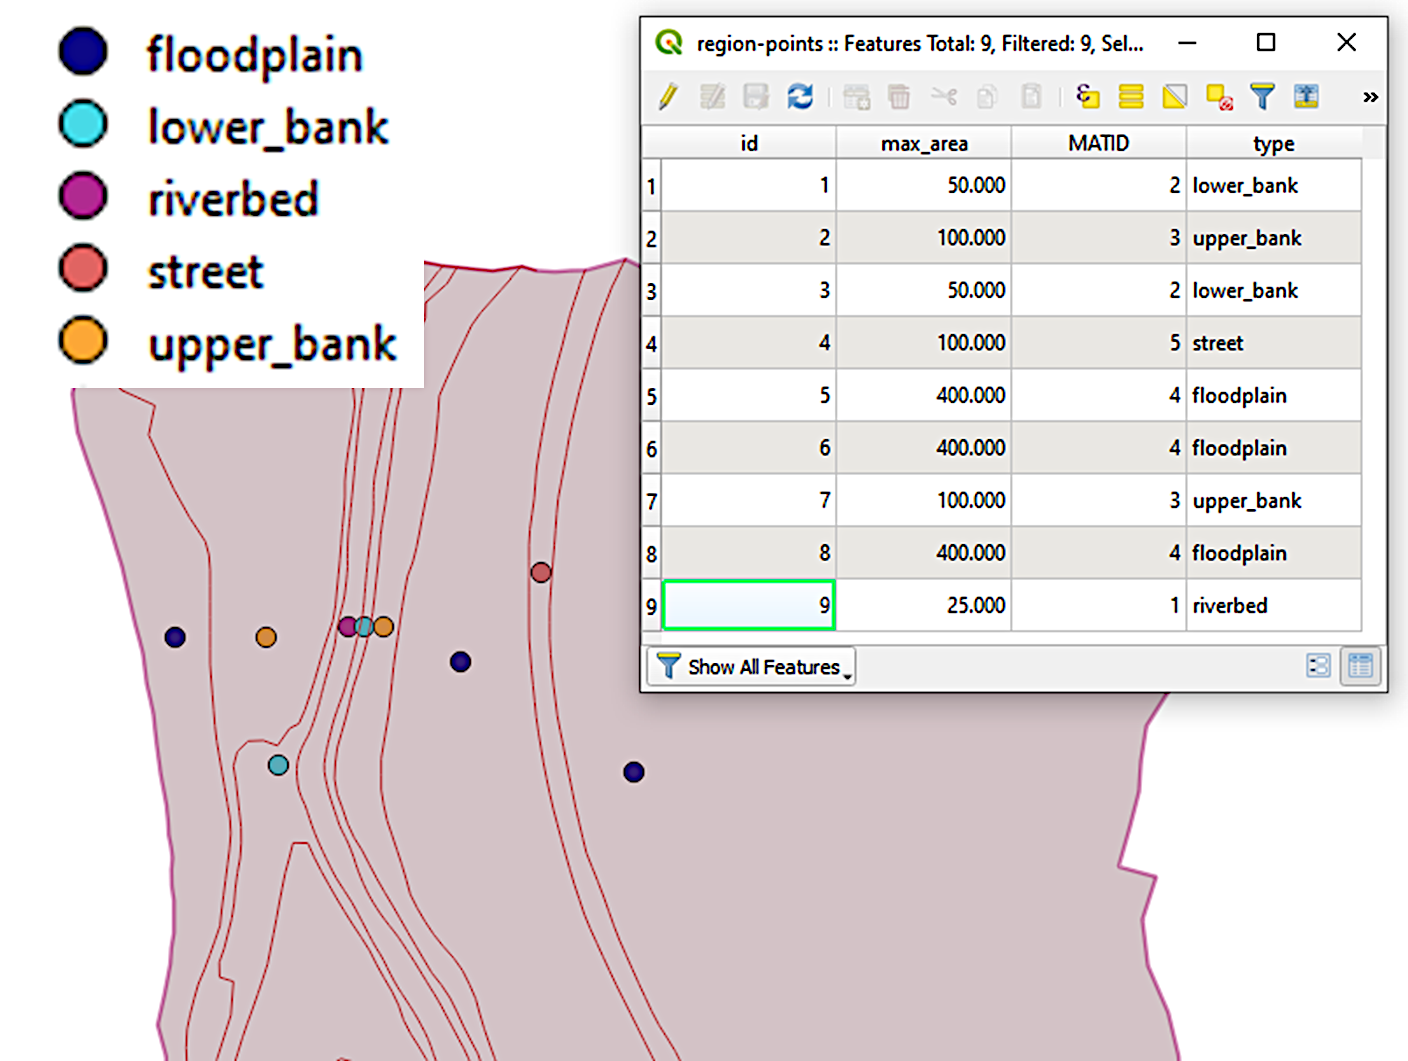 floodplain
lower_bank
riverbed
street
upper_bank
region-points :: Features Total: 9, Filtered: 9, Sel...
id max_area MATID type
1 1 50.000 2 lower_bank
2 2 100.000 3 upper_bank
3 3 50.000 2 lower_bank
4 4 100.000 5 street
5 5 400.000 4 floodplain
6 6 400.000 4 floodplain
7 7 100.000 3 upper_bank
8 8 400.000 4 floodplain
9 9 25.000 1 riverbed
Show All Features